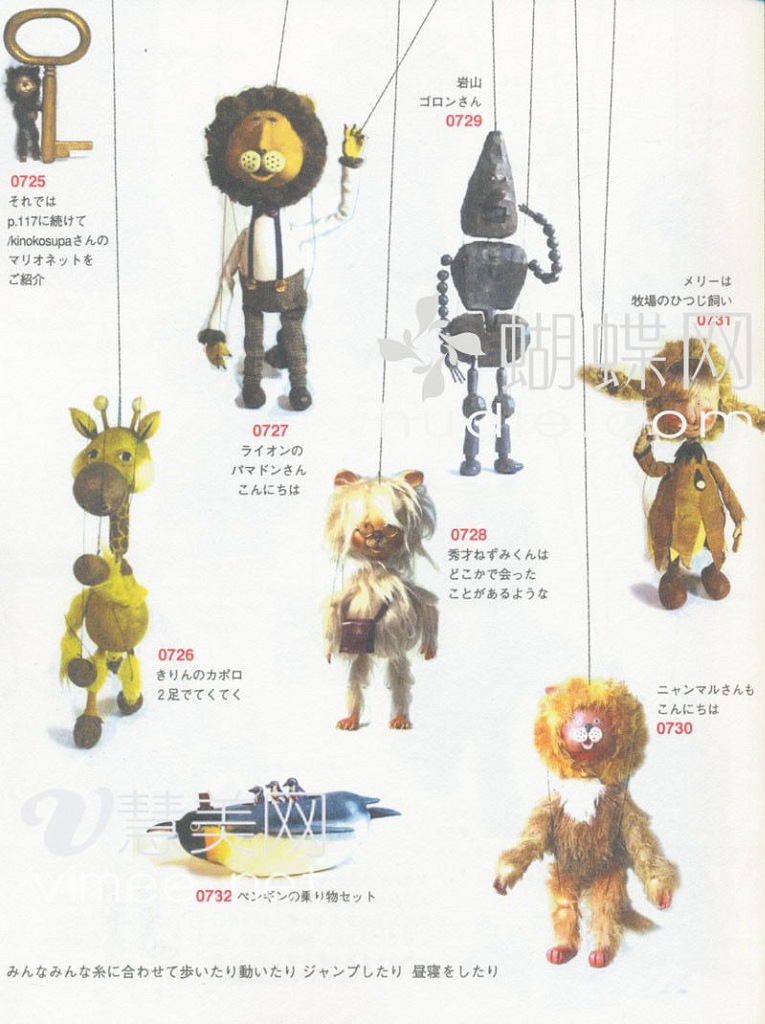 岩山
ゴロンさん
0729
0725
それでは
p.117に続けて
/kinokosupaさんの
マリオネットを
ご紹介
メリーは
牧場のひつじ飼い
0731
蝴蝶网
0727
ライオンの
パマドンさん
こんにちは
0728
秀才ねずみくんは
どこかで会った
ことがあるような
0726
きりんのカポロ
２足でてくてく
ニャンマルさんも
こんにちは
0730
慧美网
0732 ペンギンの乗り物セット
みんなみんな糸に合わせて歩いたり動いたり ジャンプしたり 昼寝をしたり